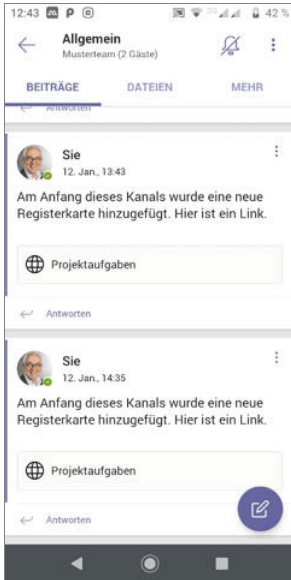 12:43 42 %
Allgemein
Musterteam (2 Gäste)
BEITRÄGE DATEIEN MEHR
Antworten
Sie
12. Jan., 13:43
Am Anfang dieses Kanals wurde eine neue
Registerkarte hinzugefügt. Hier ist ein Link.
Projektaufgaben
Antworten
Sie
12. Jan., 14:35
Am Anfang dieses Kanals wurde eine neue
Registerkarte hinzugefügt. Hier ist ein Link.
Projektaufgaben
Antworten